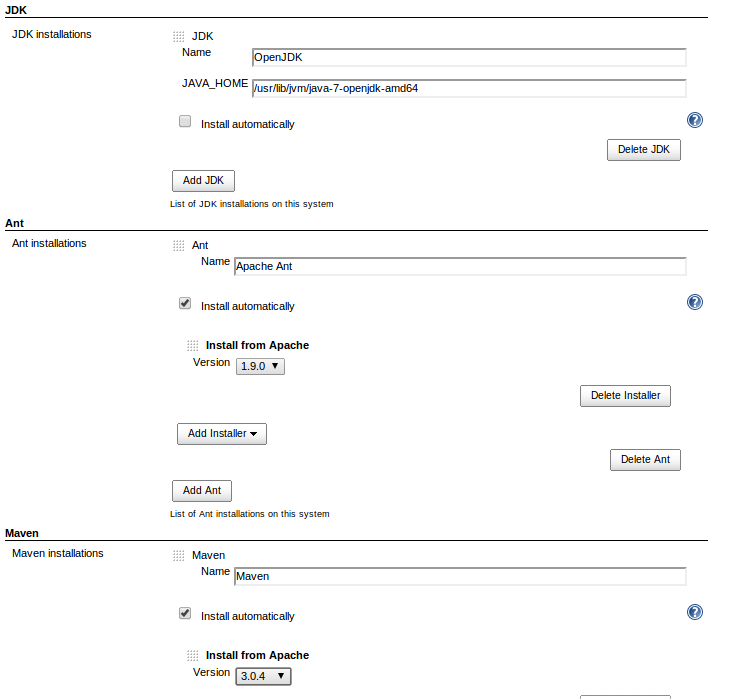 JDK
JDK installations
JDK
Name
OpenJDK
JAVA_HOME
/usr/lib/jvm/java-7-openjdk-amd64
Install automatically
?
Delete JDK
Add JDK
List of JDK installations on this system
Ant
Ant installations
Ant
Name
Apache Ant
Install automatically
?
Install from Apache
Version
1.9.0
Delete Installer
Add Installer
Delete Ant
Add Ant
List of Ant installations on this system
Maven
Maven installations
Maven
Name
Maven
Install automatically
?
Install from Apache
Version
3.0.4